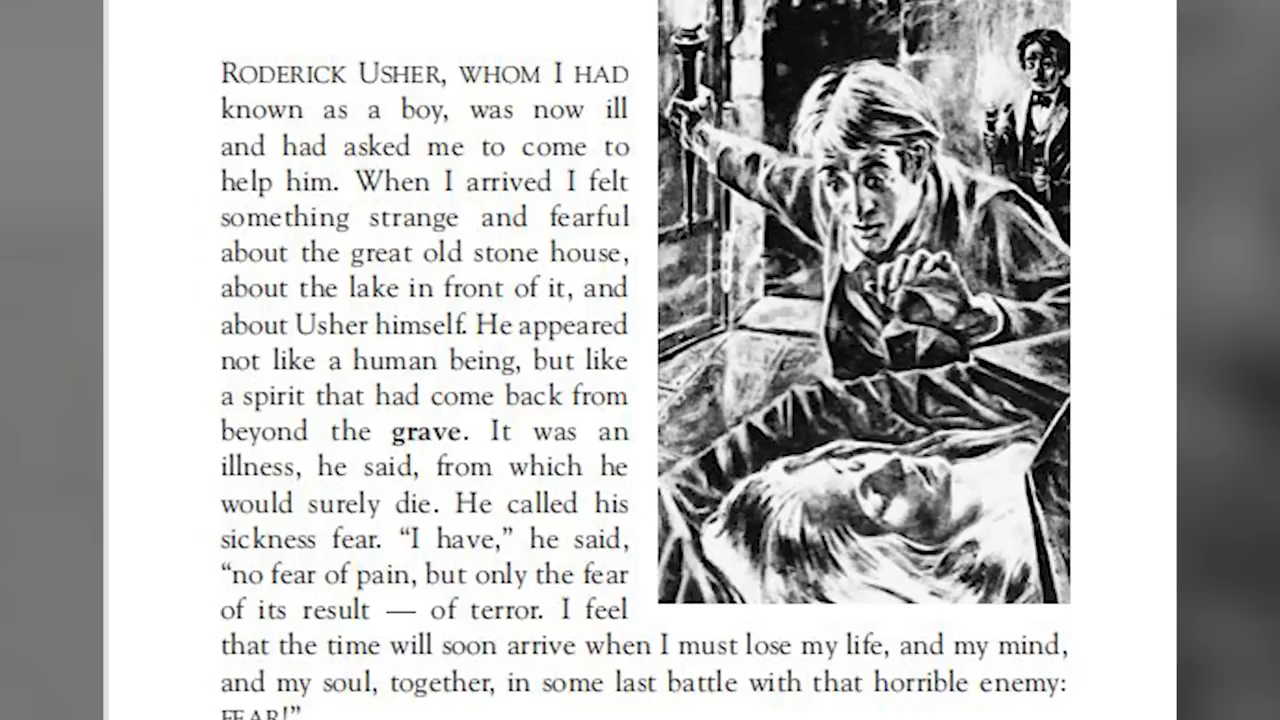 RODERICK USHER, WHOM I HAD
known as a boy, was now ill
and had asked me to come to
help him. When I arrived I felt
something strange and fearful
about the great old stone house,
about the lake in front of it, and
about Usher himself. He appeared
not like a human being, but like
a spirit that had come back from
beyond the grave. It was an
illness, he said, from which he
would surely die. He called his
sickness fear. “I have,” he said,
“no fear of pain, but only the fear
of its result — of terror. I feel
that the time will soon arrive when I must lose my life, and my mind,
and my soul, together, in some last battle with that horrible enemy:
FEAR!”